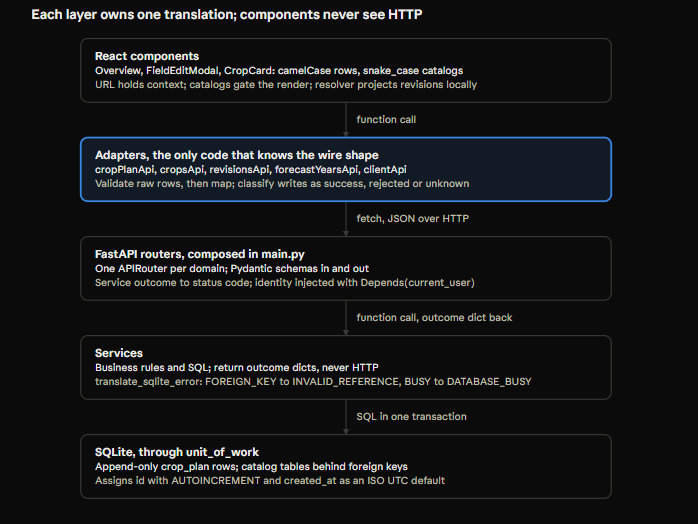 Each layer owns one translation; components never see HTTP
React components
Overview, FieldEditModal, CropCard: camelCase rows, snake_case catalogs
URL holds context; catalogs gate the render; resolver projects revisions locally
function call
Adapters, the only code that knows the wire shape
cropPlanApi, cropsApi, revisionsApi, forecastYearsApi, clientApi
Validate raw rows, then map; classify writes as success, rejected or unknown
fetch, JSON over HTTP
FastAPI routers, composed in main.py
One APIRouter per domain; Pydantic schemas in and out
Service outcome to status code; identity injected with Depends(current_user)
function call, outcome dict back
Services
Business rules and SQL; return outcome dicts, never HTTP
translate_sqlite_error: FOREIGN_KEY to INVALID_REFERENCE, BUSY to DATABASE_BUSY
SQL in one transaction
SQLite, through unit_of_work
Append-only crop_plan rows; catalog tables behind foreign keys
Assigns id with AUTOINCREMENT and created_at as an ISO UTC default